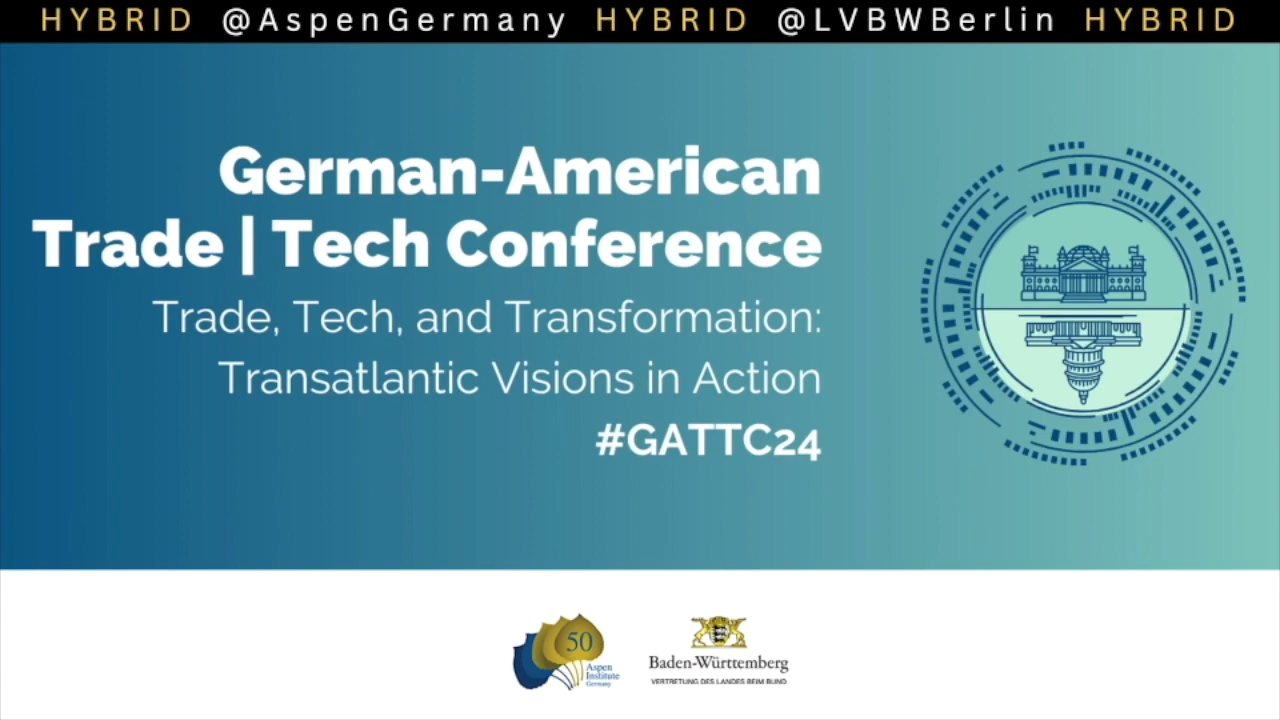 HYBRID @AspenGermany HYBRID @LVBWBerlin HYBRID
German-American
Trade | Tech Conference
Trade, Tech, and Transformation:
Transatlantic Visions in Action
#GATTC24
50
Aspen
Institute
Germany
Baden-Württemberg
VERTRETUNG DES LANDES BEIM BUND